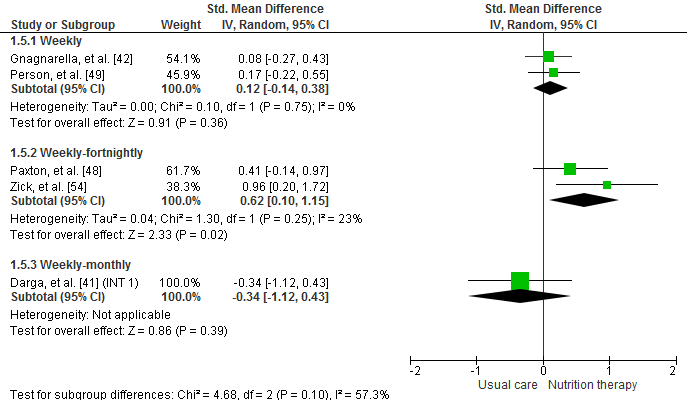 Std. Mean Difference Std. Mean Difference
Study or Subgroup Weight IV, Random, 95% CI IV, Random, 95% CI
1.5.1 Weekly
Gnagnarella, et al. [42] 54.1% 0.08 [-0.27, 0.43]
Person, et al. [49] 45.9% 0.17 [-0.22, 0.55]
Subtotal (95% CI) 100.0% 0.12 [-0.14, 0.38]
Heterogeneity: Tau² = 0.00; Chi² = 0.10, df = 1 (P = 0.75); I² = 0%
Test for overall effect: Z = 0.91 (P = 0.36)
1.5.2 Weekly-fortnightly
Paxton, et al. [48] 61.7% 0.41 [-0.14, 0.97]
Zick, et al. [54] 38.3% 0.96 [0.20, 1.72]
Subtotal (95% CI) 100.0% 0.62 [0.10, 1.15]
Heterogeneity: Tau² = 0.04; Chi² = 1.30, df = 1 (P = 0.25); I² = 23%
Test for overall effect: Z = 2.33 (P = 0.02)
1.5.3 Weekly-monthly
Darga, et al. [41] (INT 1) 100.0% -0.34 [-1.12, 0.43]
Subtotal (95% CI) 100.0% -0.34 [-1.12, 0.43]
Heterogeneity: Not applicable
Test for overall effect: Z = 0.86 (P = 0.39)
-2 -1 0 1 2
Usual care Nutrition therapy
Test for subgroup differences: Chi² = 4.68, df = 2 (P = 0.10), I² = 57.3%